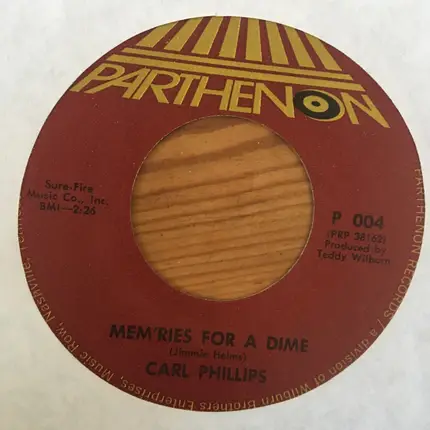 PARTHENON
Sure-Fire
Music Co., Inc.
BMI—2:26
P 004
(PRP 38162)
Produced by
Teddy Wilburn
MEM'RIES FOR A DIME
(Jimmie Helms)
CARL PHILLIPS
PARTHENON RECORDS / a division of Wilburn Brothers Enterprises, Music Row, Nashville,